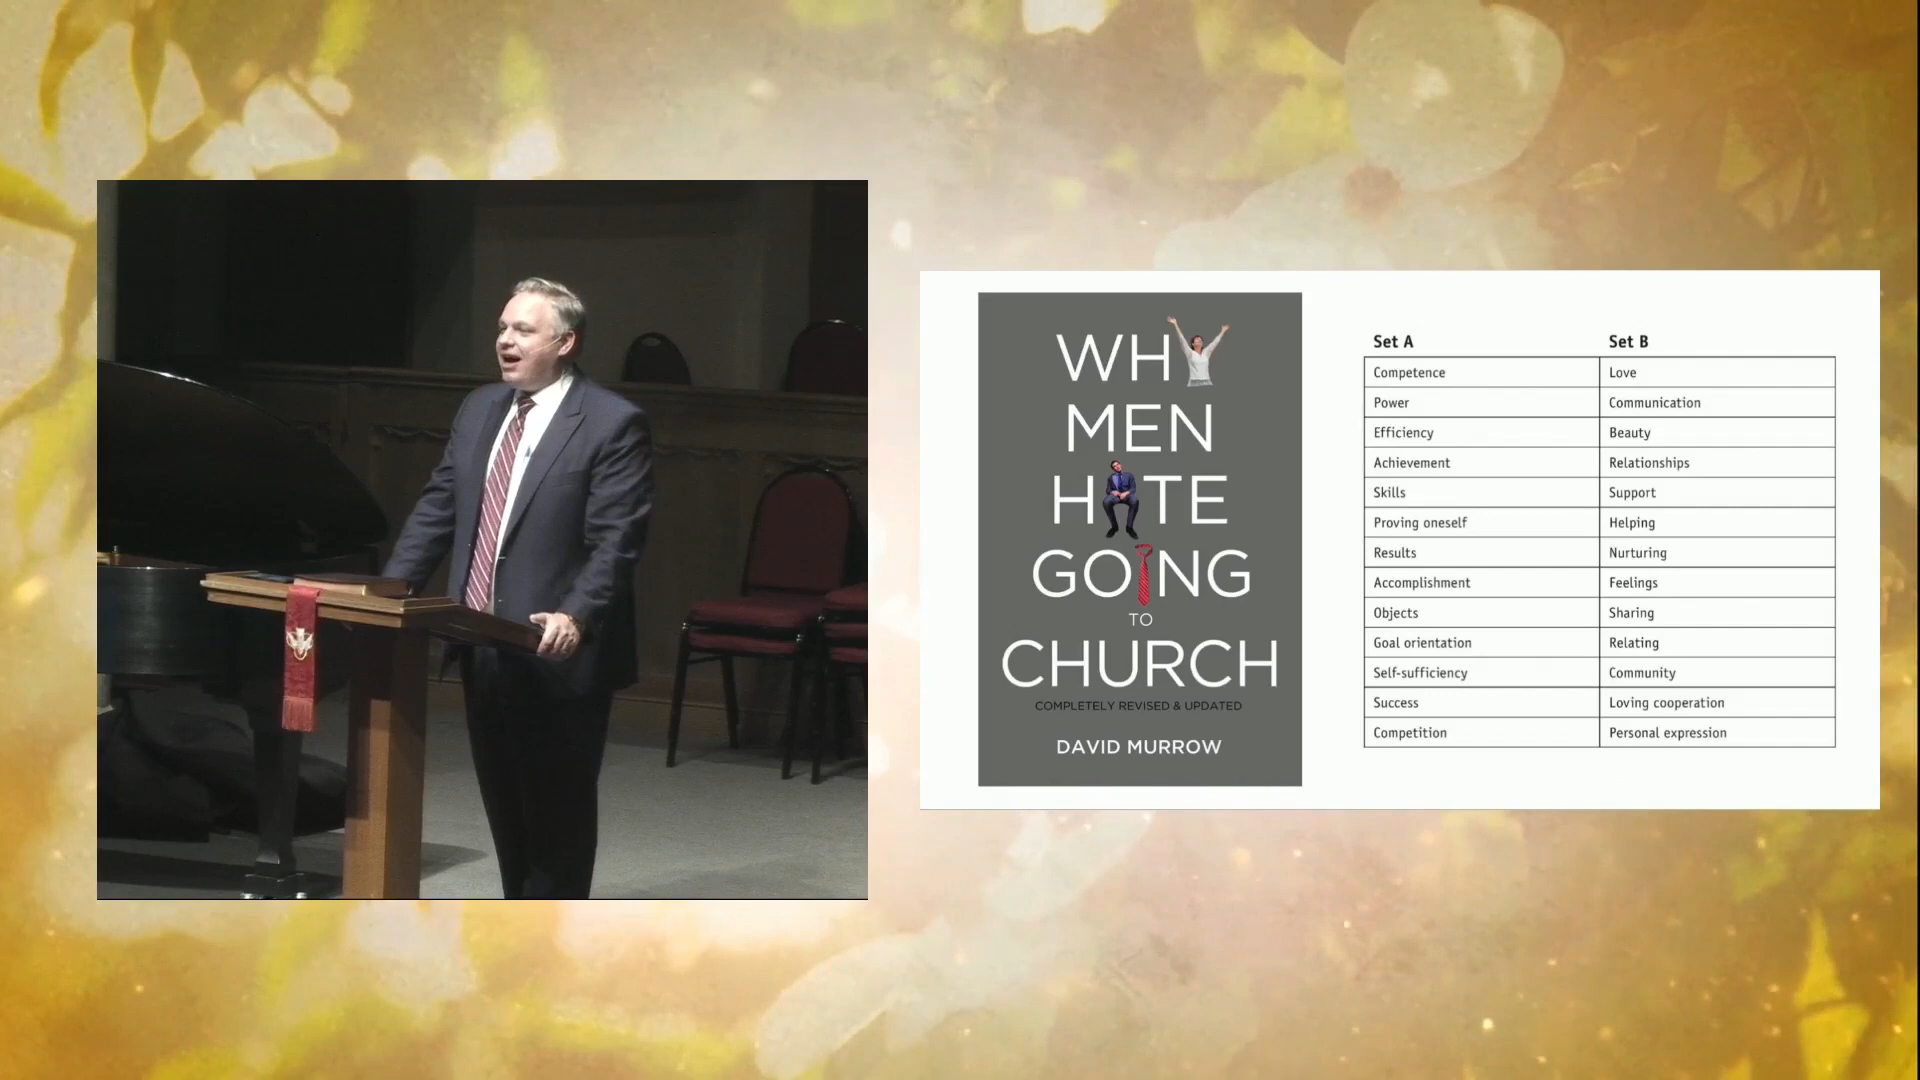 WHY
MEN
HATE
GOING
TO
CHURCH
COMPLETELY REVISED & UPDATED
DAVID MURROW
Set A Set B
Competence Love
Power Communication
Efficiency Beauty
Achievement Relationships
Skills Support
Proving oneself Helping
Results Nurturing
Accomplishment Feelings
Objects Sharing
Goal orientation Relating
Self-sufficiency Community
Success Loving cooperation
Competition Personal expression